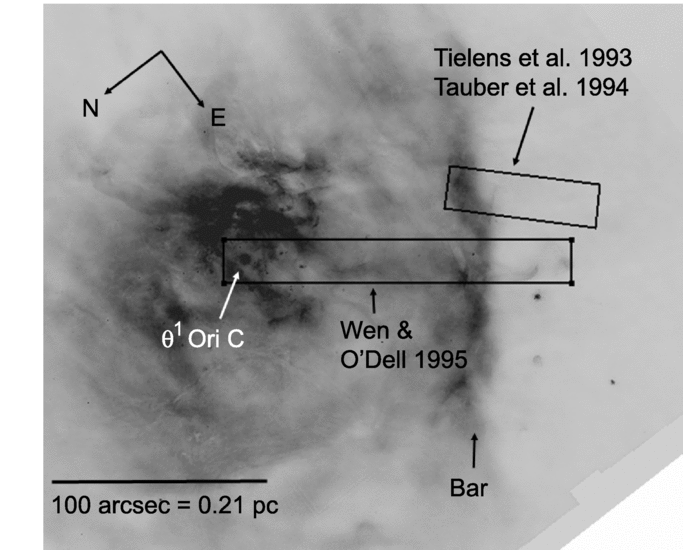 Tielens et al. 1993
Tauber et al. 1994
N
E
θ¹ Ori C
Wen &
O’Dell 1995
Bar
100 arcsec = 0.21 pc